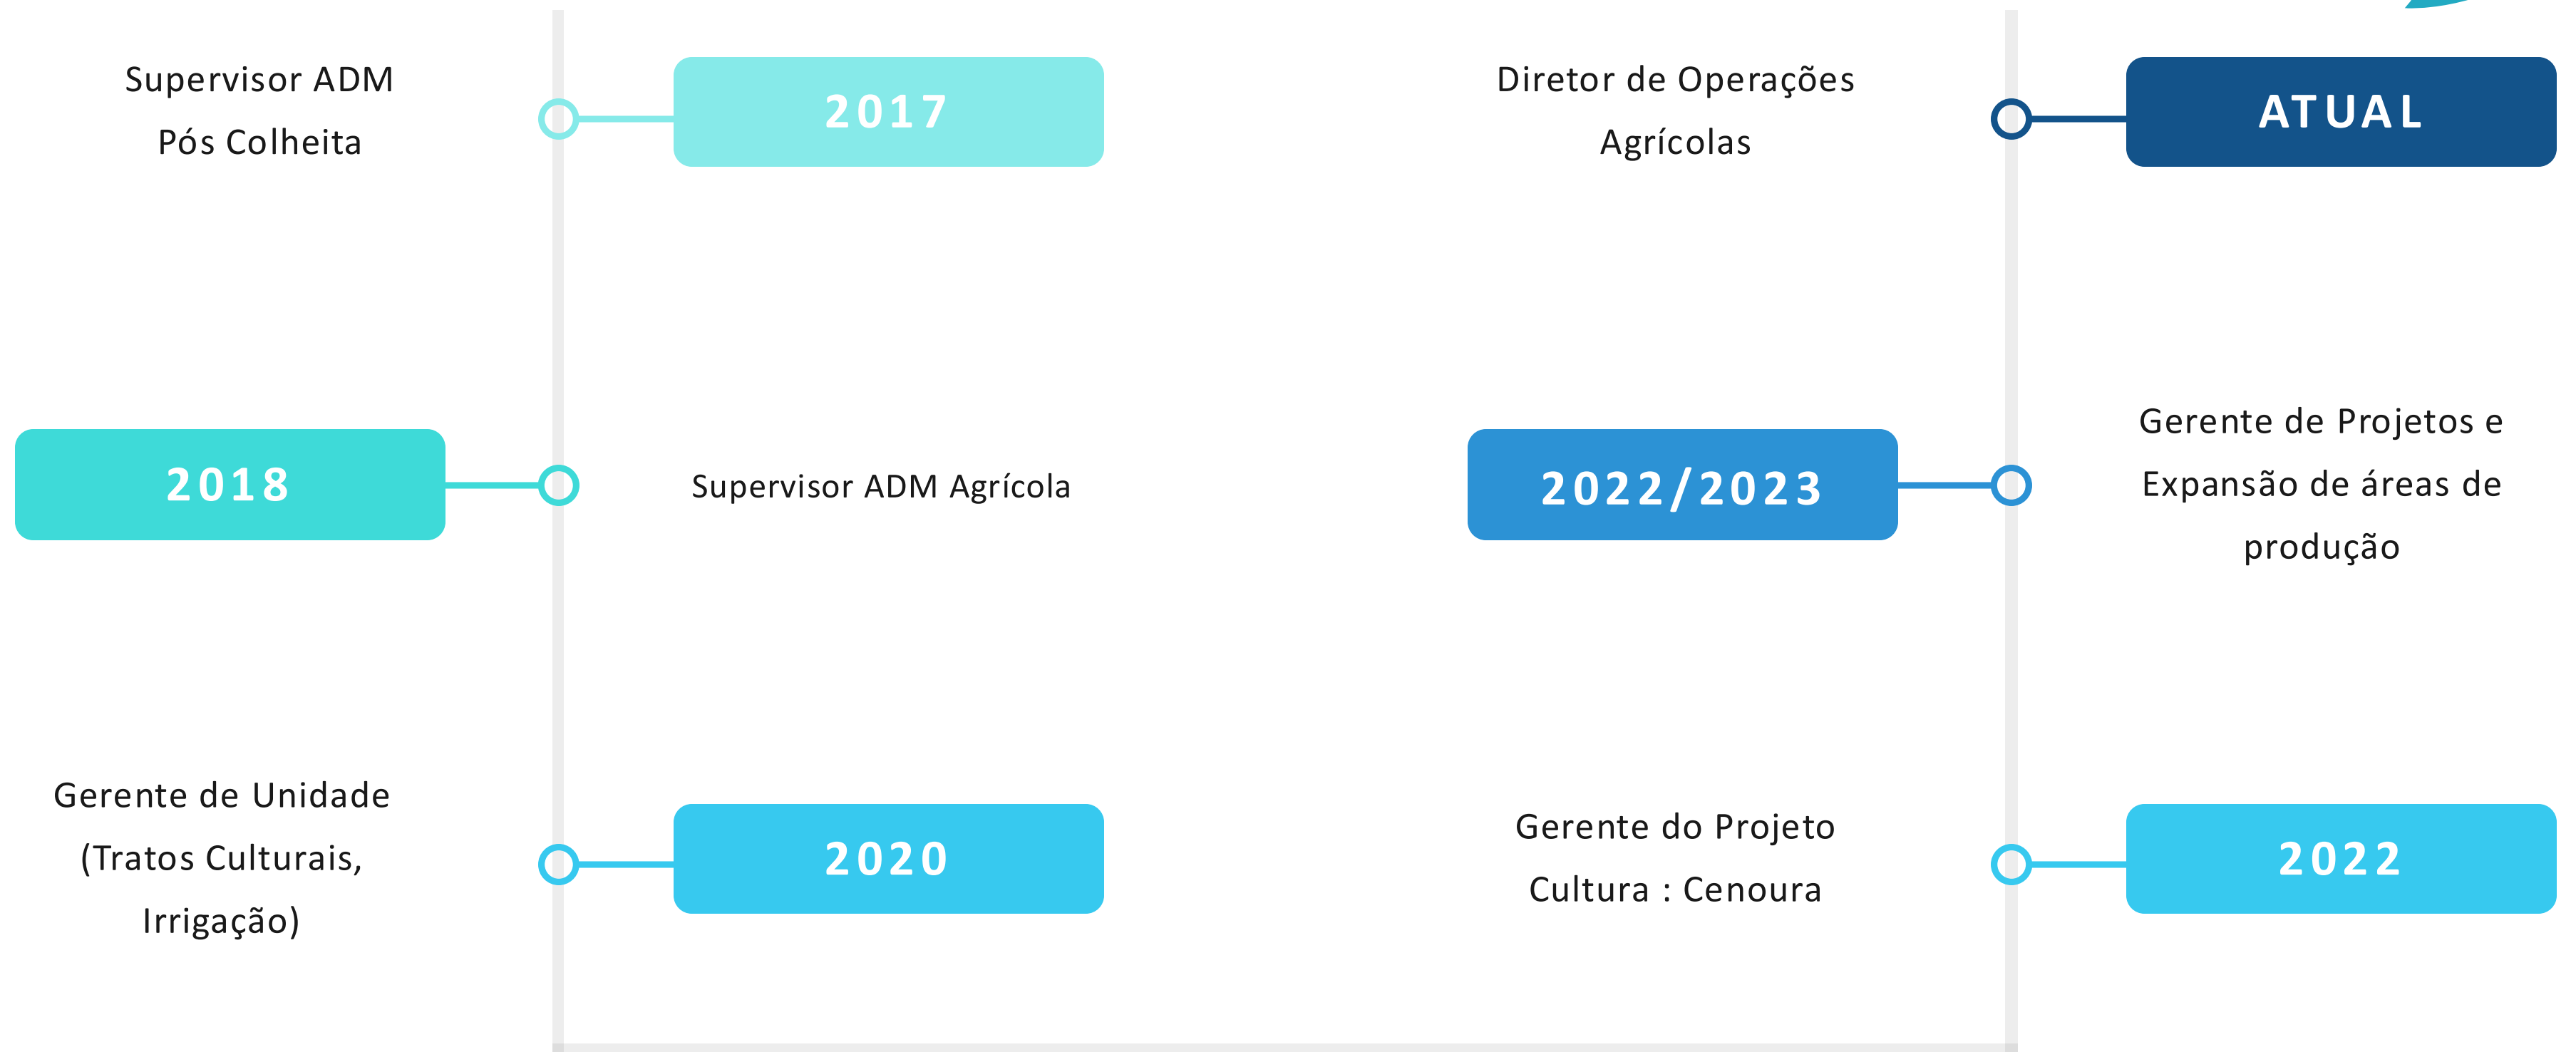 Supervisor ADM
Pós Colheita
2017
2018
Supervisor ADM Agrícola
Gerente de Unidade
(Tratos Culturais,
Irrigação)
2020
Diretor de Operações
Agrícolas
ATUAL
2022/2023
Gerente de Projetos e
Expansão de áreas de
produção
Gerente do Projeto
Cultura : Cenoura
2022